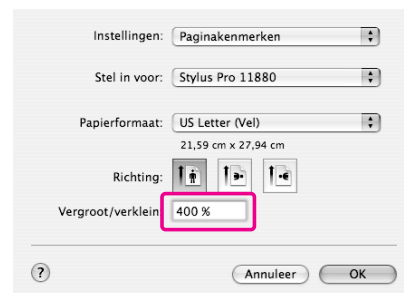 Instellingen: Paginakenmerken
Stel in voor: Stylus Pro 11880
Papierformaat: US Letter (Vel)
21,59 cm x 27,94 cm
Richting:
Vergroot/verklein: 400 %
? Annuleer OK